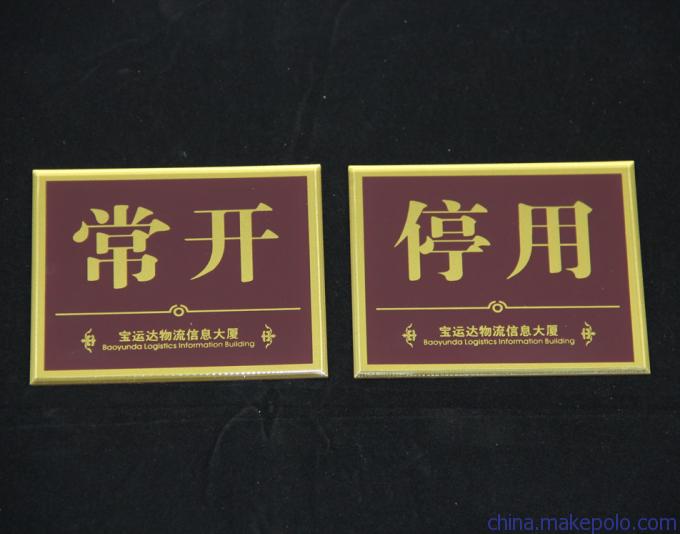 常开
宝运达物流信息大厦
Baoyunda Logistics Information Building
停用
宝运达物流信息大厦
Baoyunda Logistics Information Building
china.makepolo.com